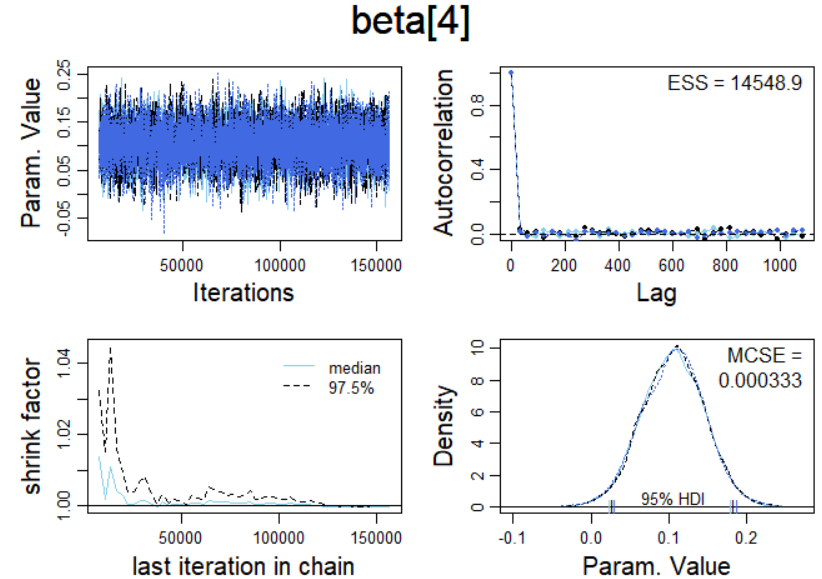 beta[4]
Param. Value
0.25
0.15
0.05
-0.05
50000
100000
150000
Iterations
Autocorrelation
0.8
0.4
0.0
ESS = 14548.9
0
200
400
600
800
1000
Lag
shrink factor
1.04
1.02
1.00
median
97.5%
50000
100000
150000
last iteration in chain
Density
10
8
6
4
2
0
MCSE =
0.000333
95% HDI
-0.1
0.0
0.1
0.2
Param. Value